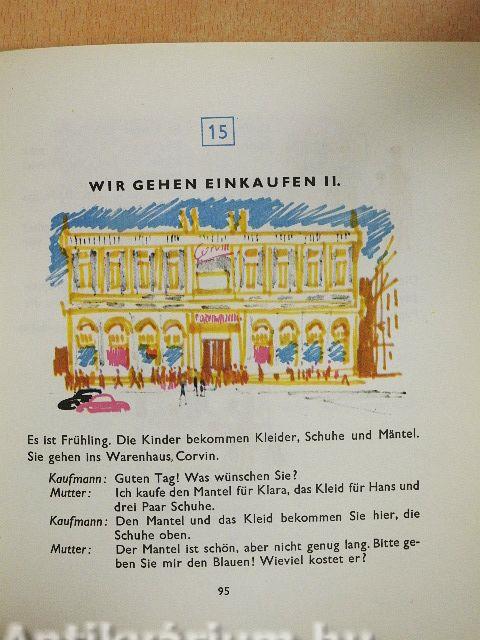 15
WIR GEHEN EINKAUFEN II.
Corvin
Es ist Frühling. Die Kinder bekommen Kleider, Schuhe und Mäntel.
Sie gehen ins Warenhaus, Corvin.
Kaufmann: Guten Tag! Was wünschen Sie?
Mutter: Ich kaufe den Mantel für Klara, das Kleid für Hans und
drei Paar Schuhe.
Kaufmann: Den Mantel und das Kleid bekommen Sie hier, die
Schuhe oben.
Mutter: Der Mantel ist schön, aber nicht genug lang. Bitte ge-
ben Sie mir den Blauen! Wieviel kostet er?
95
Antikvárium.hu